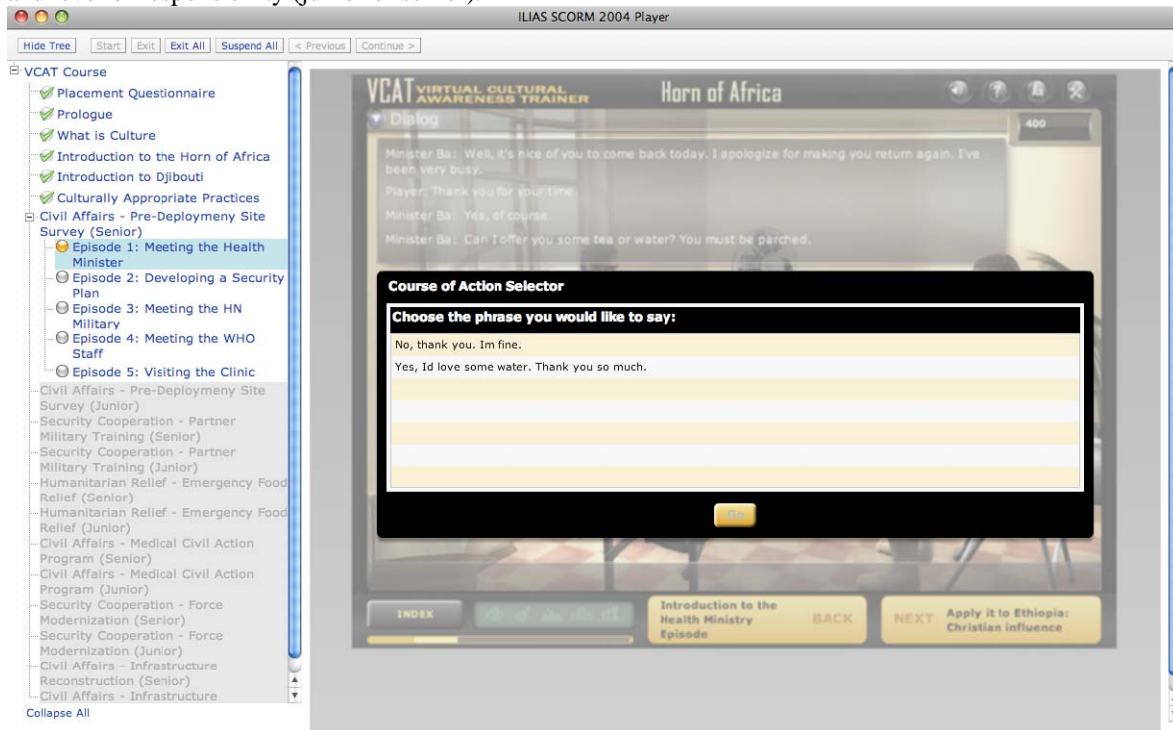 and level of responsibility (junior or senior).
ILIAS SCORM 2004 Player
Hide Tree Start Exit Exit All Suspend All < Previous Continue >
VCAT Course
Placement Questionnaire
Prologue
What is Culture
Introduction to the Horn of Africa
Introduction to Djibouti
Culturally Appropriate Practices
Civil Affairs - Pre-Deploymeny Site
Survey (Senior)
Episode 1: Meeting the Health
Minister
Episode 2: Developing a Security
Plan
Episode 3: Meeting the HN
Military
Episode 4: Meeting the WHO
Staff
Episode 5: Visiting the Clinic
Civil Affairs - Pre-Deploymeny Site
Survey (Junior)
Security Cooperation - Partner
Military Training (Senior)
Security Cooperation - Partner
Military Training (Junior)
Humanitarian Relief - Emergency Food
Relief (Senior)
Humanitarian Relief - Emergency Food
Relief (Junior)
Civil Affairs - Medical Civil Action
Program (Senior)
Civil Affairs - Medical Civil Action
Program (Junior)
Security Cooperation - Force
Modernization (Senior)
Security Cooperation - Force
Modernization (Junior)
Civil Affairs - Infrastructure
Reconstruction (Senior)
Civil Affairs - Infrastructure
Collapse All
VCAT VIRTUAL CULTURAL
AWARENESS TRAINER
Horn of Africa
Dialog
400
Minister Ba: Well, it's nice of you to come back today. I apologize for making you return again. I've
been very busy.
Player: Thank you for your time.
Minister Ba: Yes, of course.
Minister Ba: Can I offer you some tea or water? You must be parched.
Course of Action Selector
Choose the phrase you would like to say:
No, thank you. Im fine.
Yes, Id love some water. Thank you so much.
Go
INDEX
Introduction to the
Health Ministry
Episode
BACK
NEXT
Apply it to Ethiopia:
Christian influence